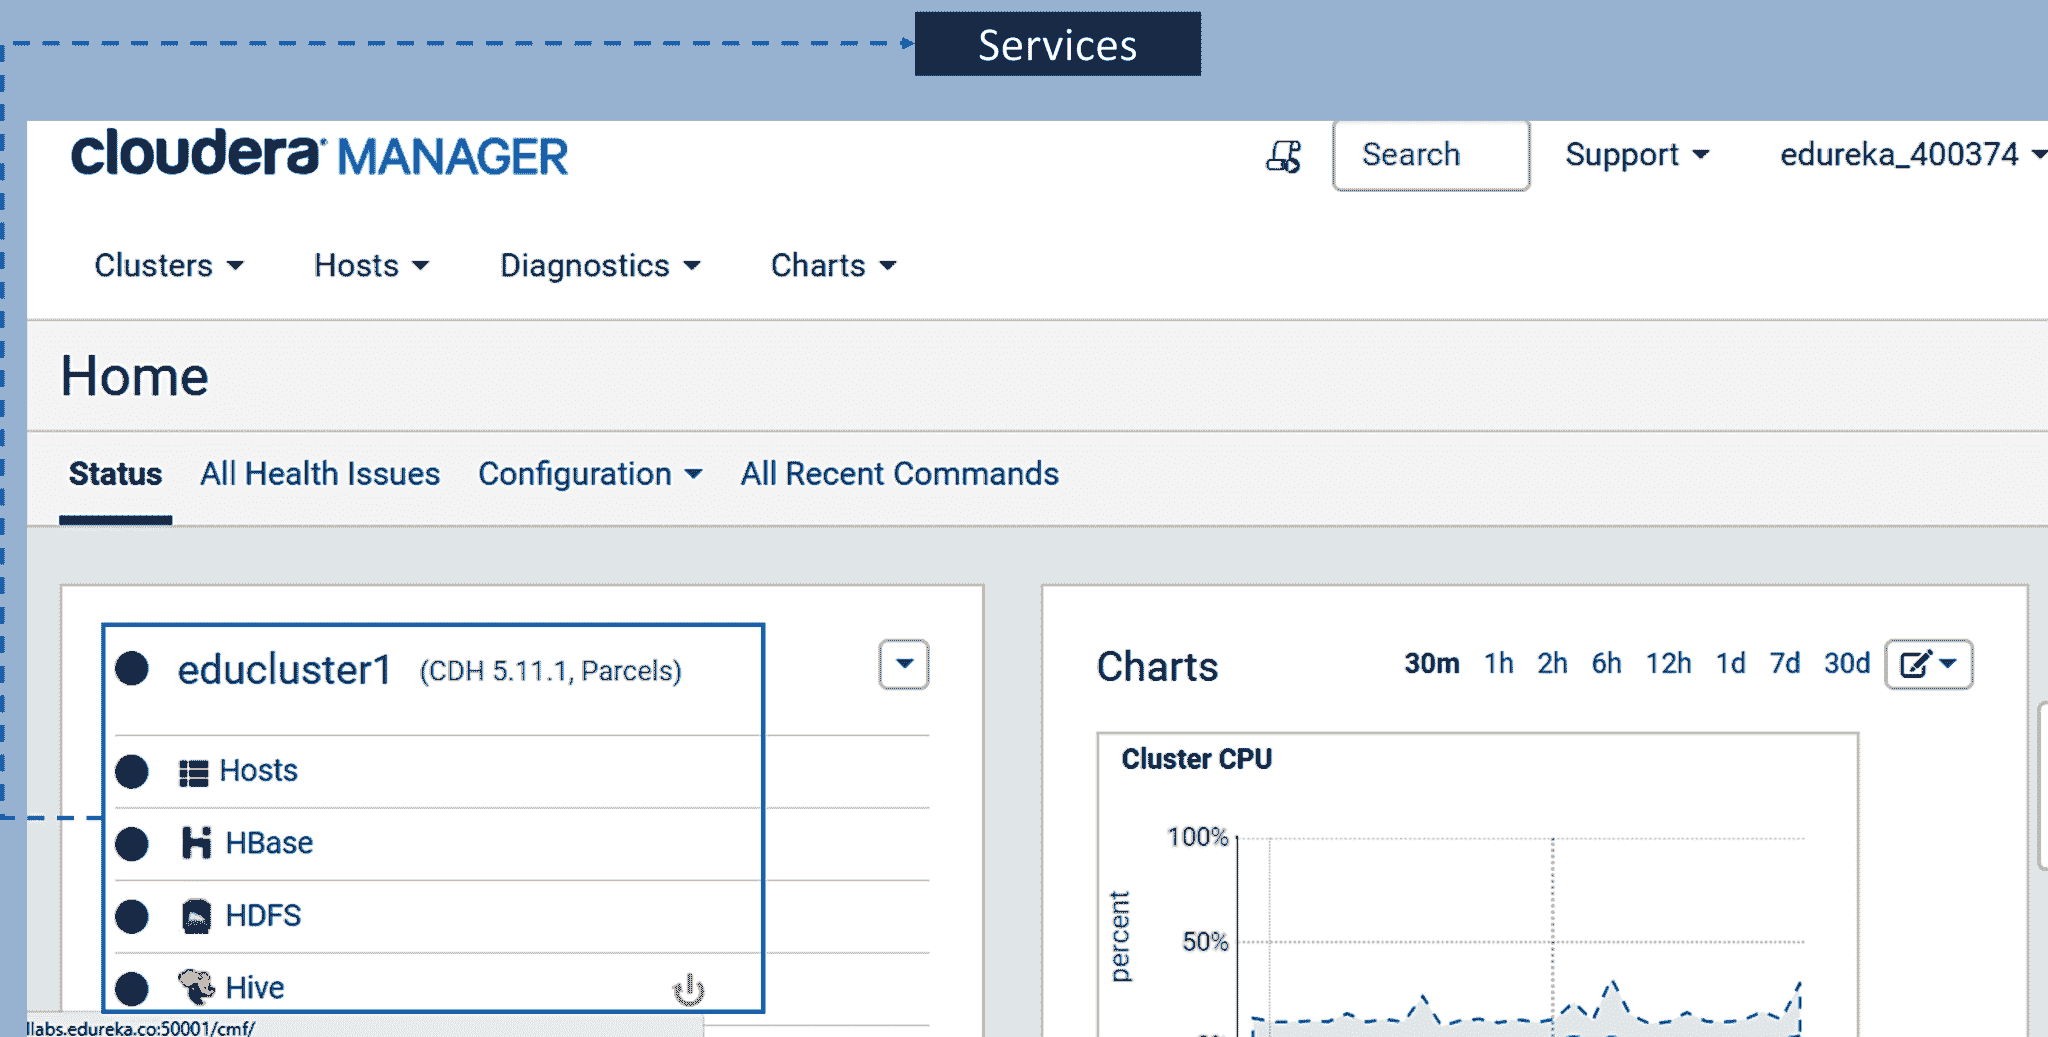 Services
cloudera MANAGER
Search
Support
edureka_400374
Clusters
Hosts
Diagnostics
Charts
Home
Status
All Health Issues
Configuration
All Recent Commands
educluster1 (CDH 5.11.1, Parcels)
Hosts
HBase
HDFS
Hive
llabs.edureka.co:50001/cmf/
Charts
30m 1h 2h 6h 12h 1d 7d 30d
Cluster CPU
100%
50%
percent